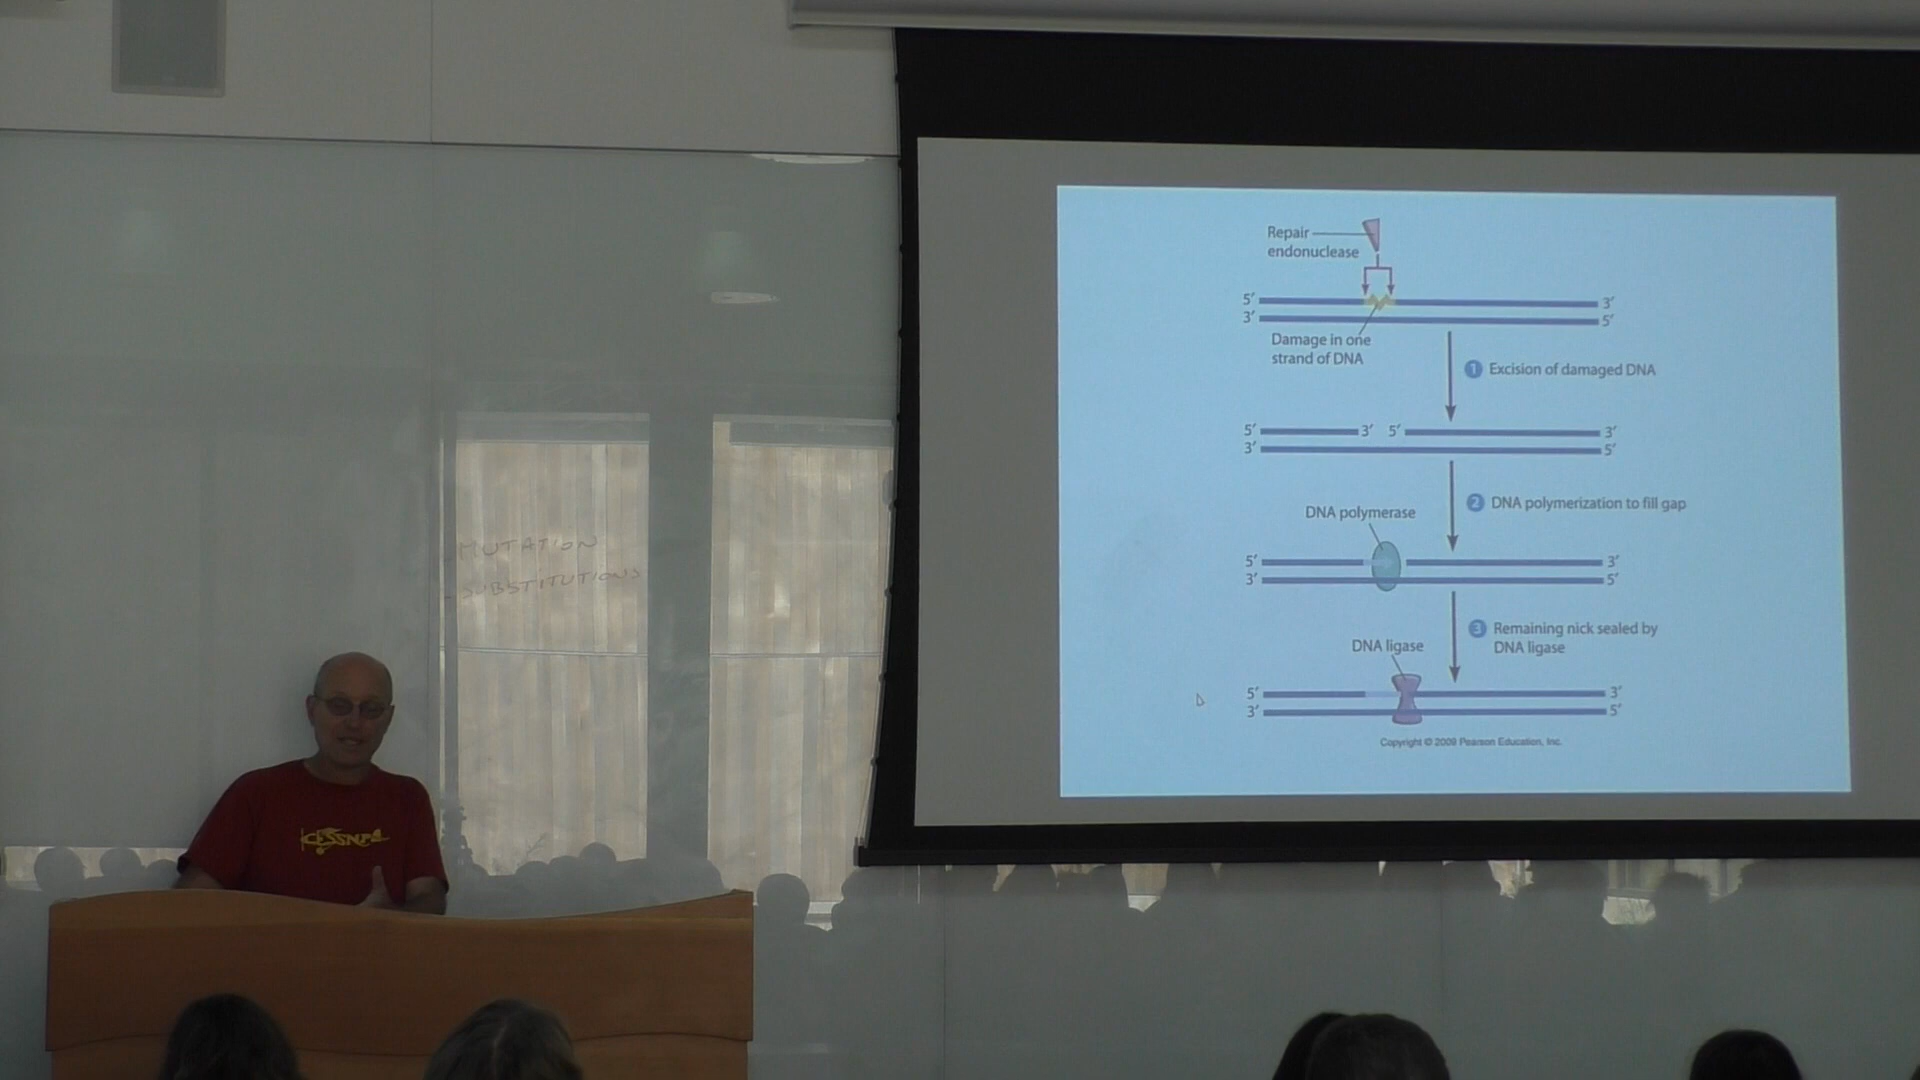 MUTATION
SUBSTITUTIONS
CESSNA
Repair
endonuclease
5′ 3′
3′ 5′
Damage in one
strand of DNA
1 Excision of damaged DNA
5′ 3′ 5′ 3′
3′ 5′
2 DNA polymerization to fill gap
DNA polymerase
5′ 3′
3′ 5′
3 Remaining nick sealed by
DNA ligase
DNA ligase
5′ 3′
3′ 5′
Copyright © 2009 Pearson Education, Inc.